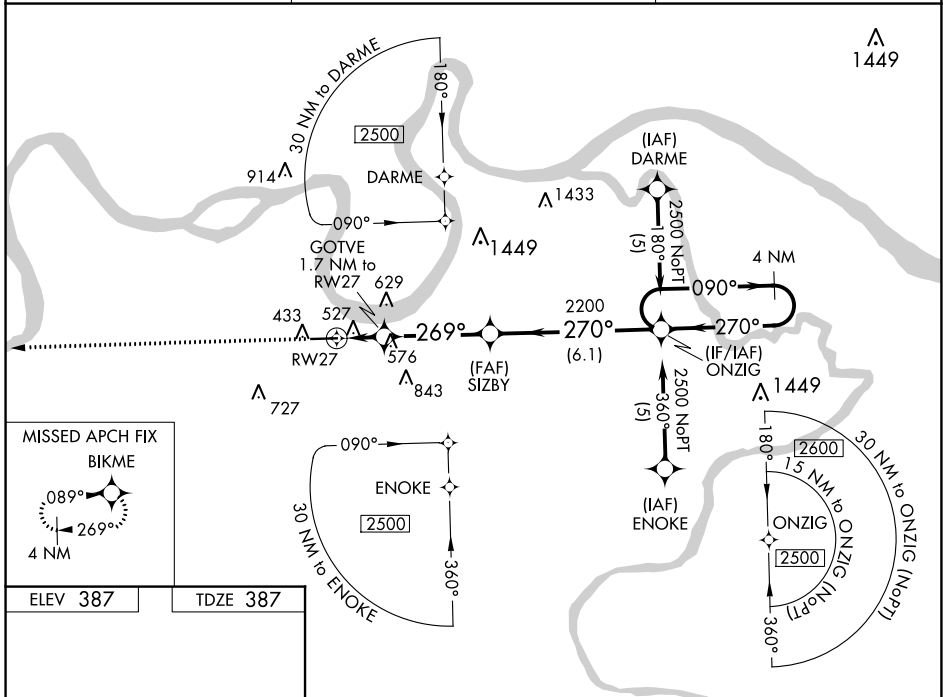 1449
30 NM to DARME
180°
2500
DARME
090°
914
1433
1449
(IAF)
DARME
2500 NoPT
180°
(5)
4 NM
090°
270°
(IF/IAF)
ONZIG
GOTVE
1.7 NM to
RW27
629
433
527
RW27
576
269°
2200
270°
(6.1)
(FAF)
SIZBY
843
727
2500 NoPT
360°
(5)
(IAF)
ENOKE
1449
MISSED APCH FIX
BIKME
089°
269°
4 NM
090°
ENOKE
2500
360°
30 NM to ENOKE
180°
2600
30 NM to ONZIG (NoPT)
15 NM to ONZIG (NoPT)
ONZIG
2500
360°
ELEV 387
TDZE 387